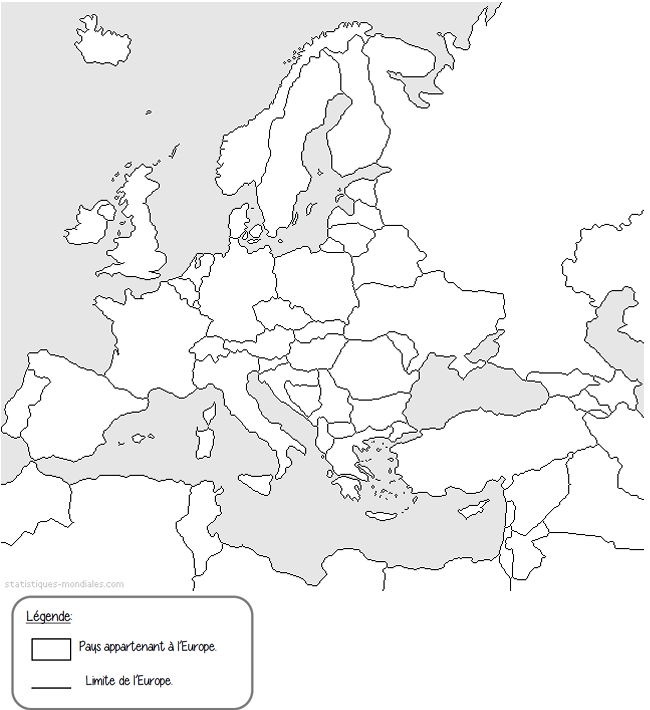 statistiques-mondiales.com
Légende:
Pays appartenant à l'Europe.
Limite de l'Europe.